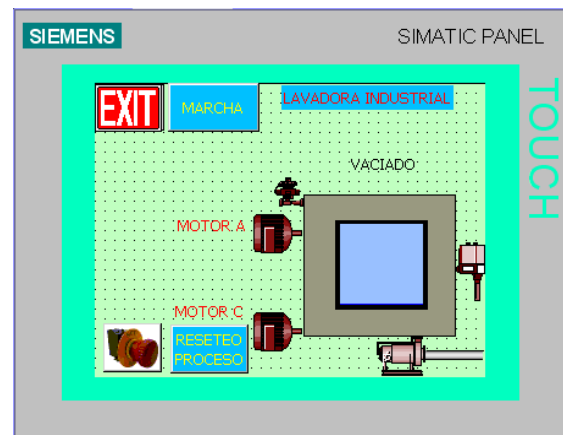 SIEMENS
SIMATIC PANEL
TOUCH
EXIT
MARCHA
LAVADORA INDUSTRIAL
VACIADO
MOTOR A
MOTOR C
RESETEO
PROCESO